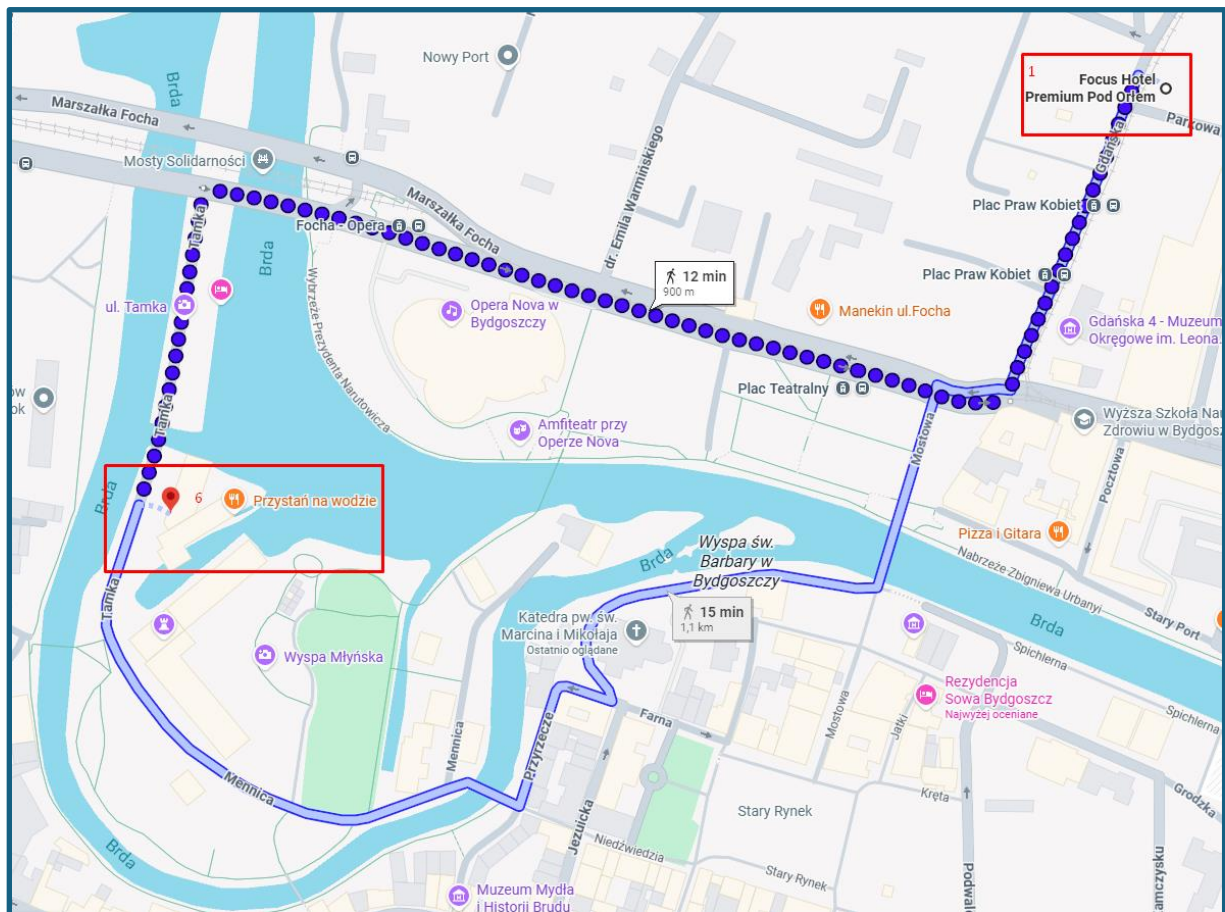 Nowy Port
1
Focus Hotel
Premium Pod Orłem
Brda
Marszałka Focha
Parkowa
Gdańska
Mosty Solidarności
dr. Emila Warmińskiego
Marszałka Focha
Plac Praw Kobiet
Tamka
Focha - Opera
12 min
900 m
Plac Praw Kobiet
Brda
ul. Tamka
Opera Nova w
Bydgoszczy
Manekin ul.Focha
Gdańska 4 - Muzeum
Okręgowe im. Leona.
Wybrzeże Prezydenta Narutowicza
Plac Teatralny
Tamka
Wyższa Szkoła Nau
Zdrowiu w Bydgosz
ow
ok
Amfiteatr przy
Operze Nova
Mostowa
Pocztowa
Brda
6
Przystań na wodzie
Pizza i Gitara
Wyspa św.
Barbary w
Bydgoszczy
Brda
Nabrzeże Zbigniewa Urbanyi
Stary Port
Tamka
15 min
1,1 km
Katedra pw. św.
Marcina i Mikołaja
Ostatnio oglądane
Brda
Spichlerna
Wyspa Młyńska
Rezydencja
Sowa Bydgoszcz
Najwyżej oceniane
Spichlerna
Farna
Mostowa
Jatki
Przyrzecze
Mennica
Mennica
Kręta
Grodzka
Stary Rynek
Jezuicka
Niedźwiedzia
Brda
Stary Rynek
Podwale
amczysku
Muzeum Mydła
i Historii Brudu